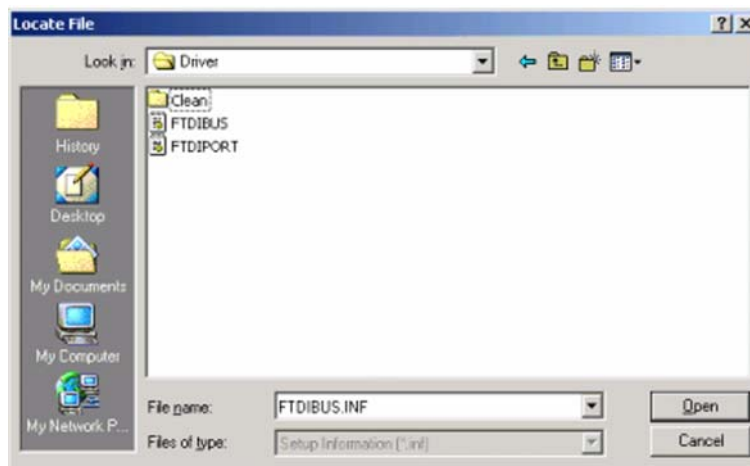 Locate File
Look in:
Driver
Clean
FTDIBUS
FTDIPORT
History
Desktop
My Documents
My Computer
My Network P...
File name:
FTDIBUS.INF
Open
Files of type:
Setup Information (*.inf)
Cancel